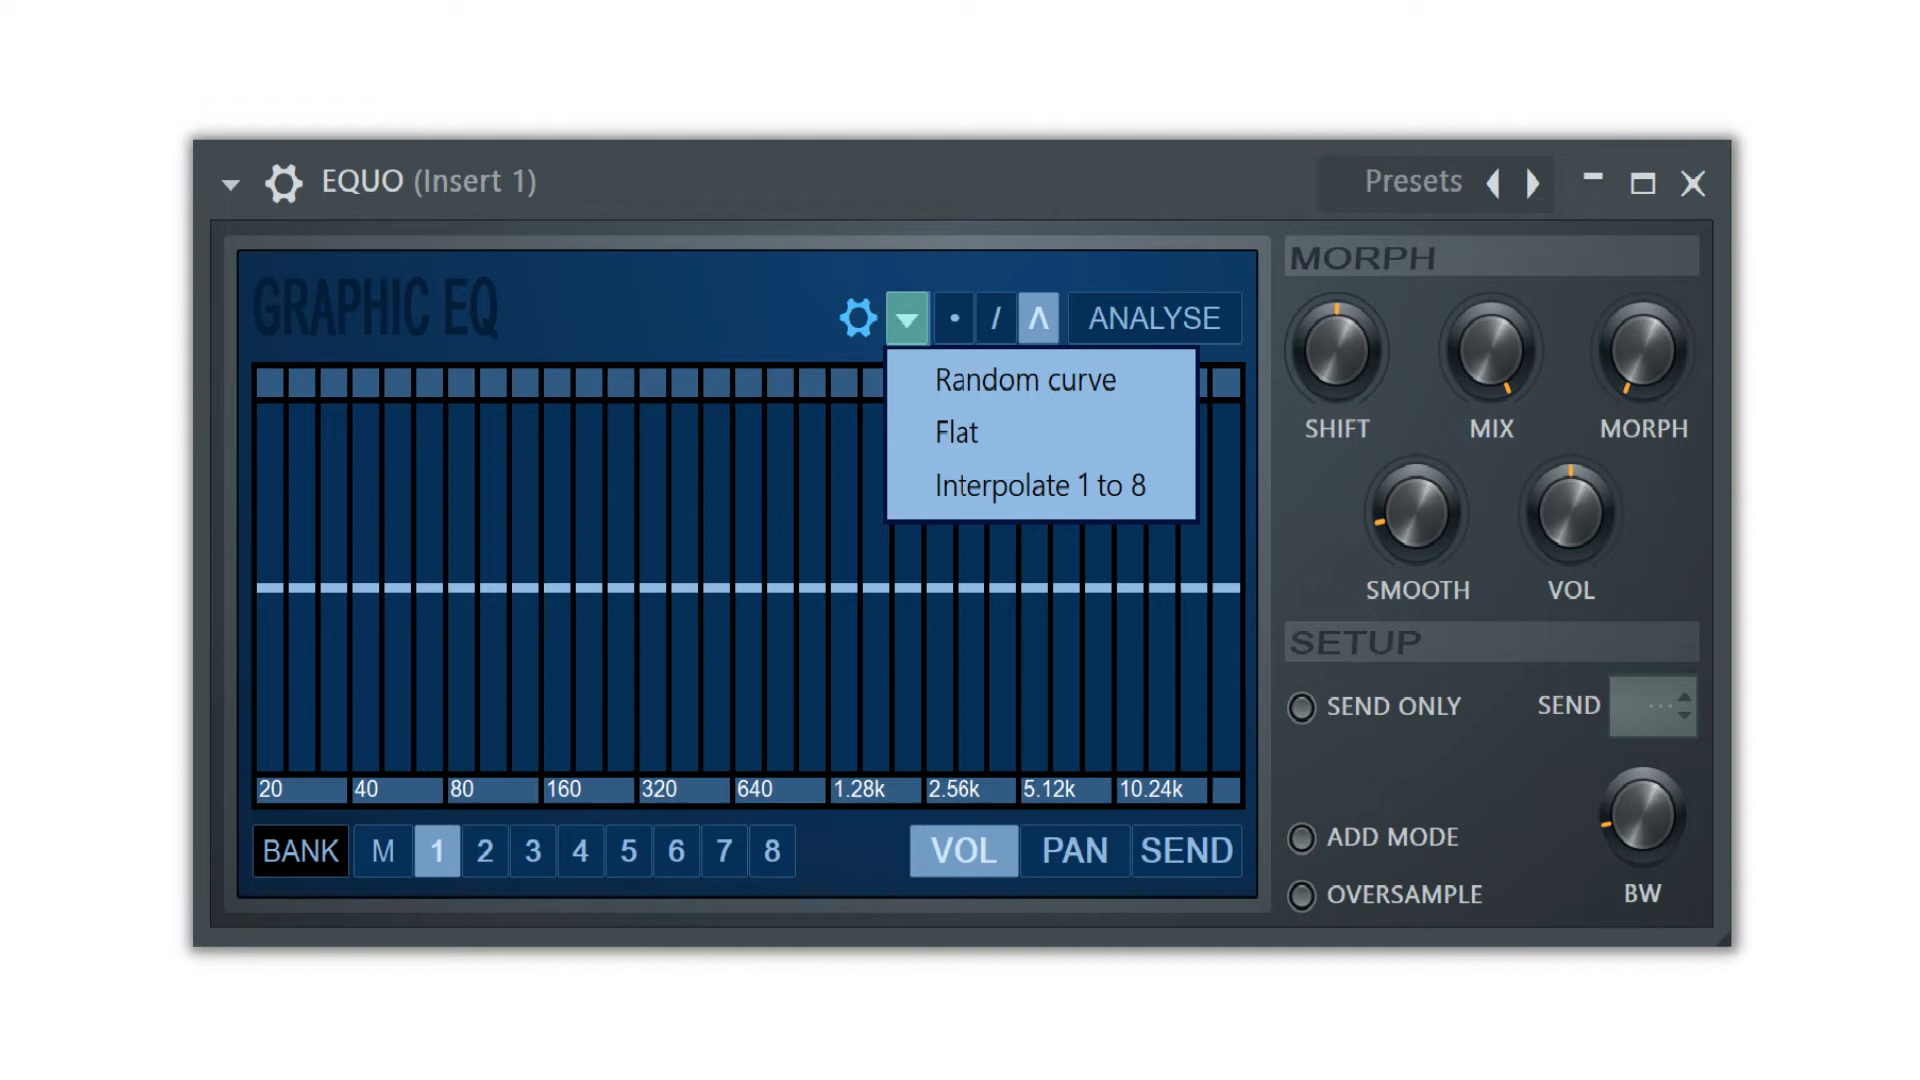 EQUO (Insert 1)
Presets
GRAPHIC EQ
ANALYSE
Random curve
Flat
Interpolate 1 to 8
20 40 80 160 320 640 1.28k 2.56k 5.12k 10.24k
BANK M 1 2 3 4 5 6 7 8 VOL PAN SEND
MORPH
SHIFT MIX MORPH
SMOOTH VOL
SETUP
SEND ONLY SEND
ADD MODE
OVERSAMPLE BW